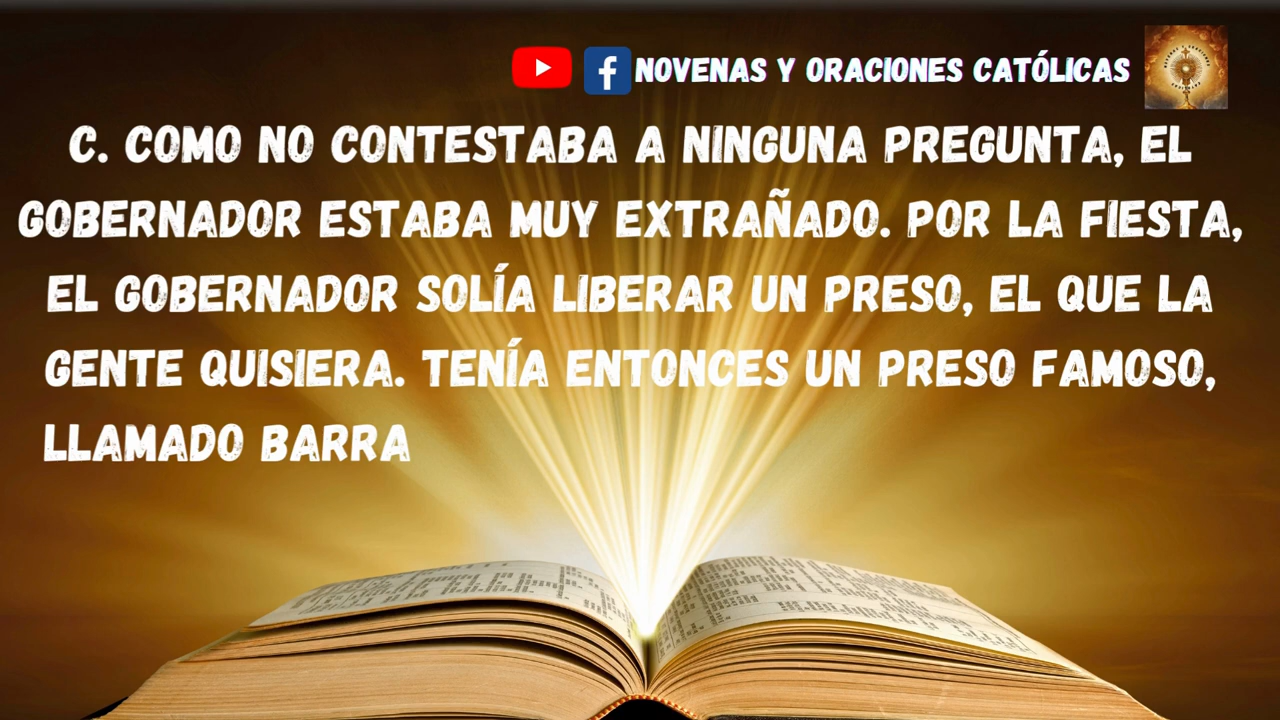 NOVENAS Y ORACIONES CATÓLICAS
C. COMO NO CONTESTABA A NINGUNA PREGUNTA, EL
GOBERNADOR ESTABA MUY EXTRAÑADO. POR LA FIESTA,
EL GOBERNADOR SOLÍA LIBERAR UN PRESO, EL QUE LA
GENTE QUISIERA. TENÍA ENTONCES UN PRESO FAMOSO,
LLAMADO BARRA